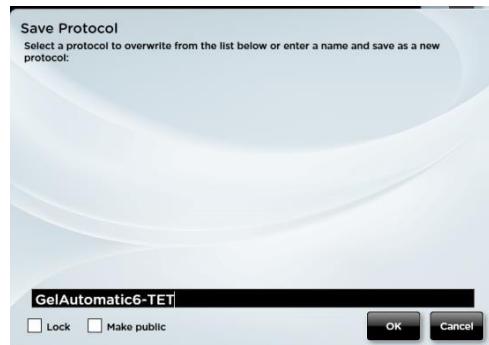 Save Protocol
Select a protocol to overwrite from the list below or enter a name and save as a new
protocol:
GelAutomatic6-TET
Lock Make public OK Cancel